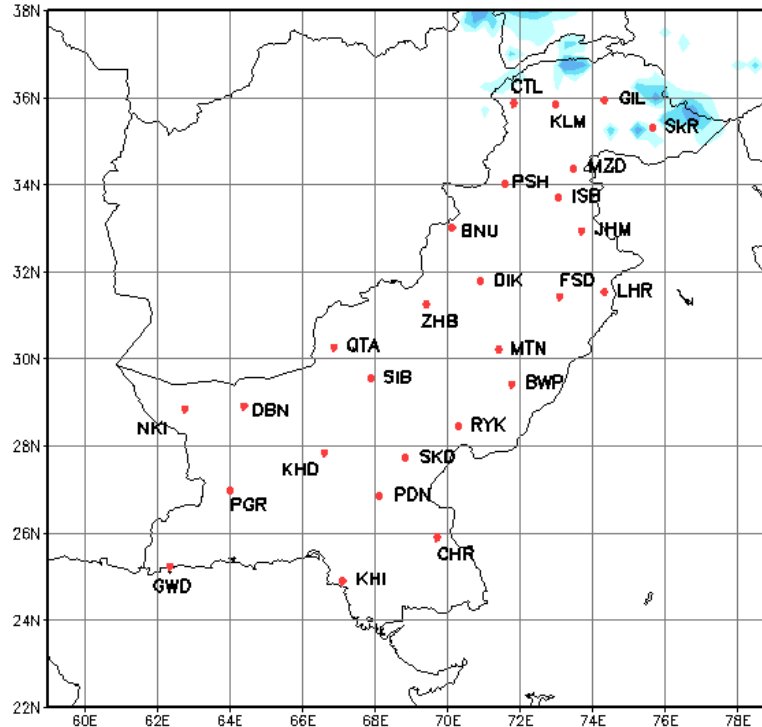 38N
36N
34N
32N
30N
28N
26N
24N
22N
CTL
KLM
GIL
SkR
MZD
PSH
ISB
BNU
JHM
DIK
FSD
LHR
ZHB
QTA
MTN
SIB
BWP
NKI
DBN
RYK
KHD
SKD
PGR
PDN
CHR
GWD
KHI
60E 62E 64E 66E 68E 70E 72E 74E 76E 78E